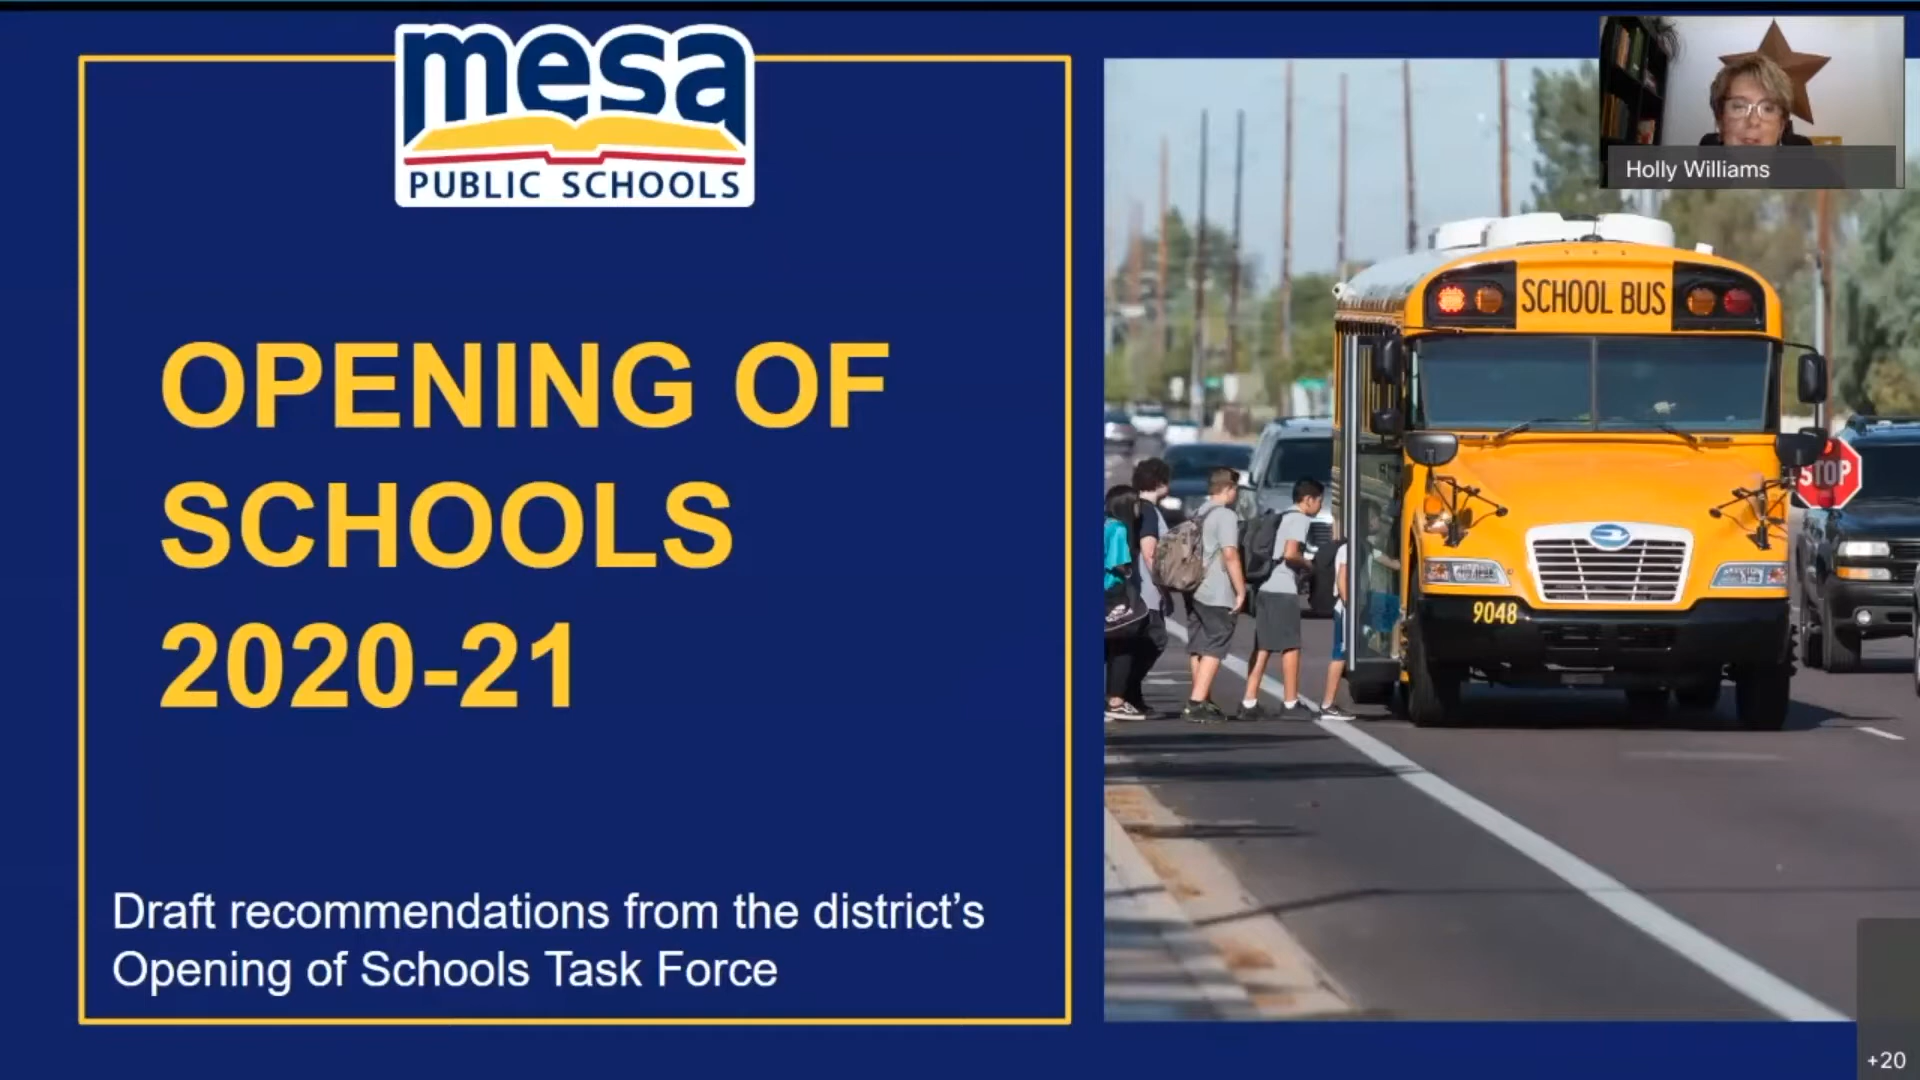 mesa
PUBLIC SCHOOLS
OPENING OF
SCHOOLS
2020-21
Draft recommendations from the district's
Opening of Schools Task Force
Holly Williams
SCHOOL BUS
STOP
9048
+20